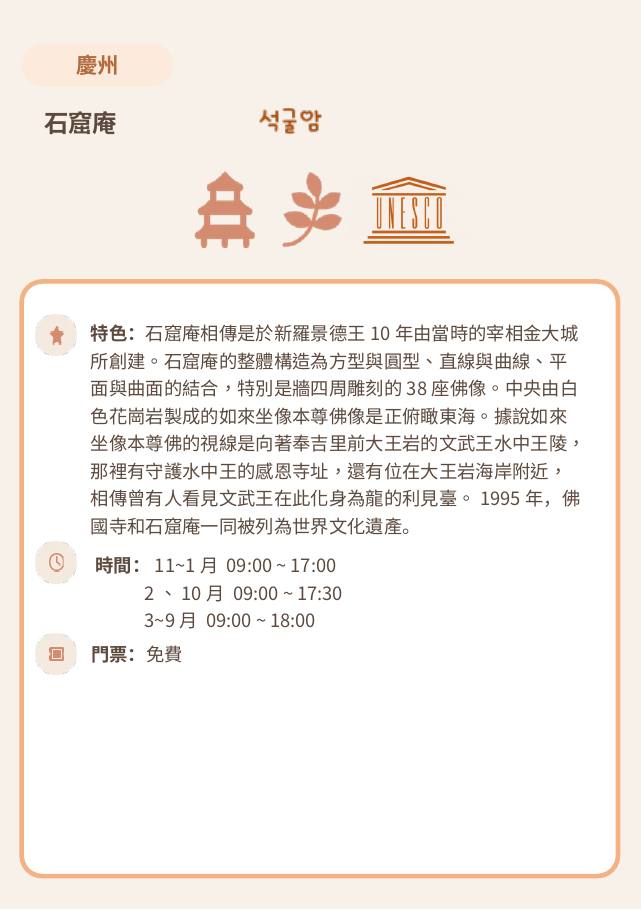 慶州
石窟庵
석굴암
UNESCO
特色：石窟庵相傳是於新羅景德王 10 年由當時的宰相金大城
所創建。石窟庵的整體構造為方型與圓型、直線與曲線、平
面與曲面的結合，特別是牆四周雕刻的 38 座佛像。中央由白
色花崗岩製成的如來坐像本尊佛像是正俯瞰東海。據說如來
坐像本尊佛的視線是向著奉吉里前大王岩的文武王水中王陵，
那裡有守護水中王的感恩寺址，還有位在大王岩海岸附近，
相傳曾有人看見文武王在此化身為龍的利見臺。 1995 年，佛
國寺和石窟庵一同被列為世界文化遺產。
時間： 11~1 月 09:00 ~ 17:00
2 、 10 月 09:00 ~ 17:30
3~9 月 09:00 ~ 18:00
門票：免費